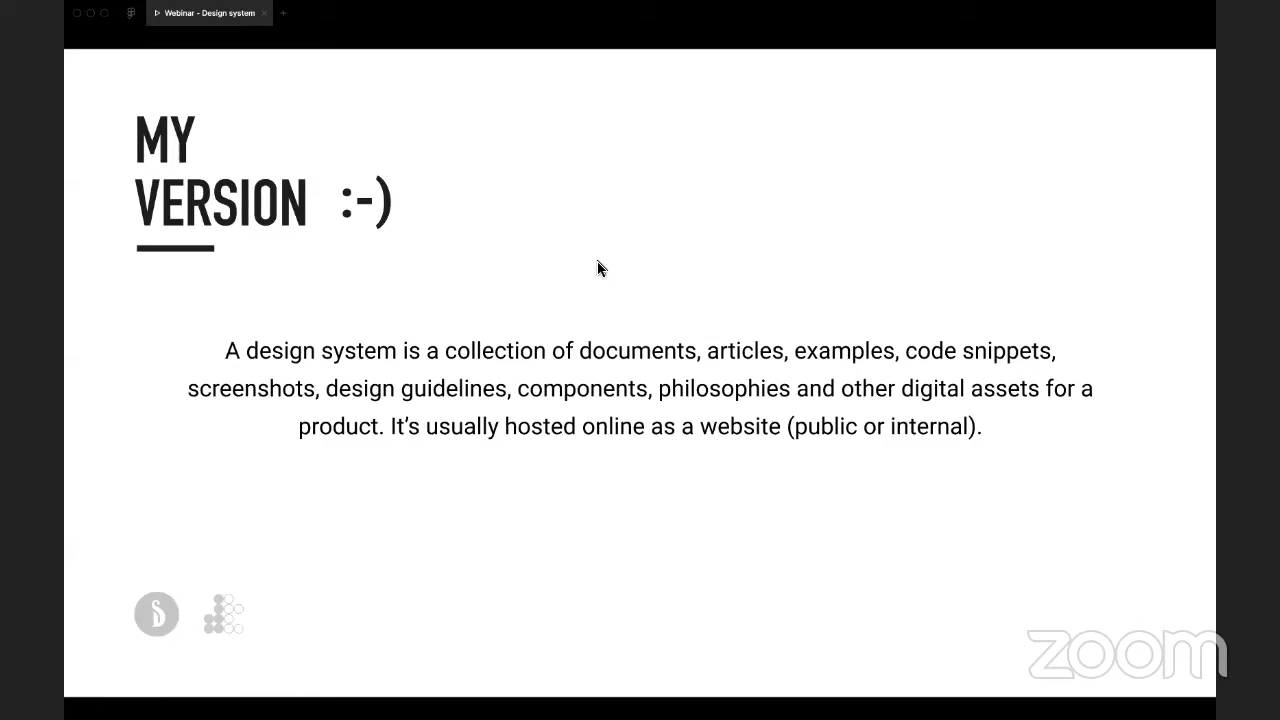 Webinar - Design system
MY
VERSION :-)
A design system is a collection of documents, articles, examples, code snippets,
screenshots, design guidelines, components, philosophies and other digital assets for a
product. It’s usually hosted online as a website (public or internal).
zoom